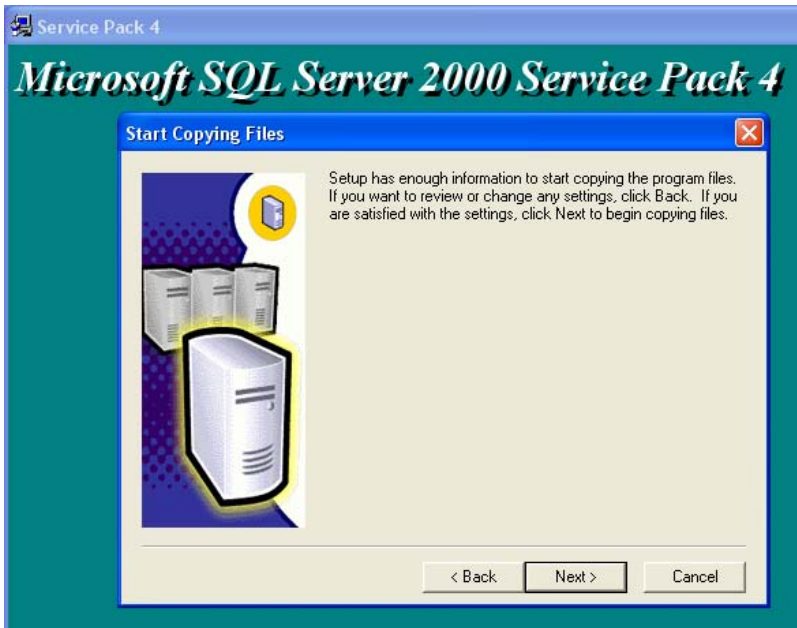 Service Pack 4
Microsoft SQL Server 2000 Service Pack 4
Start Copying Files
Setup has enough information to start copying the program files.
If you want to review or change any settings, click Back. If you
are satisfied with the settings, click Next to begin copying files.
< Back
Next >
Cancel